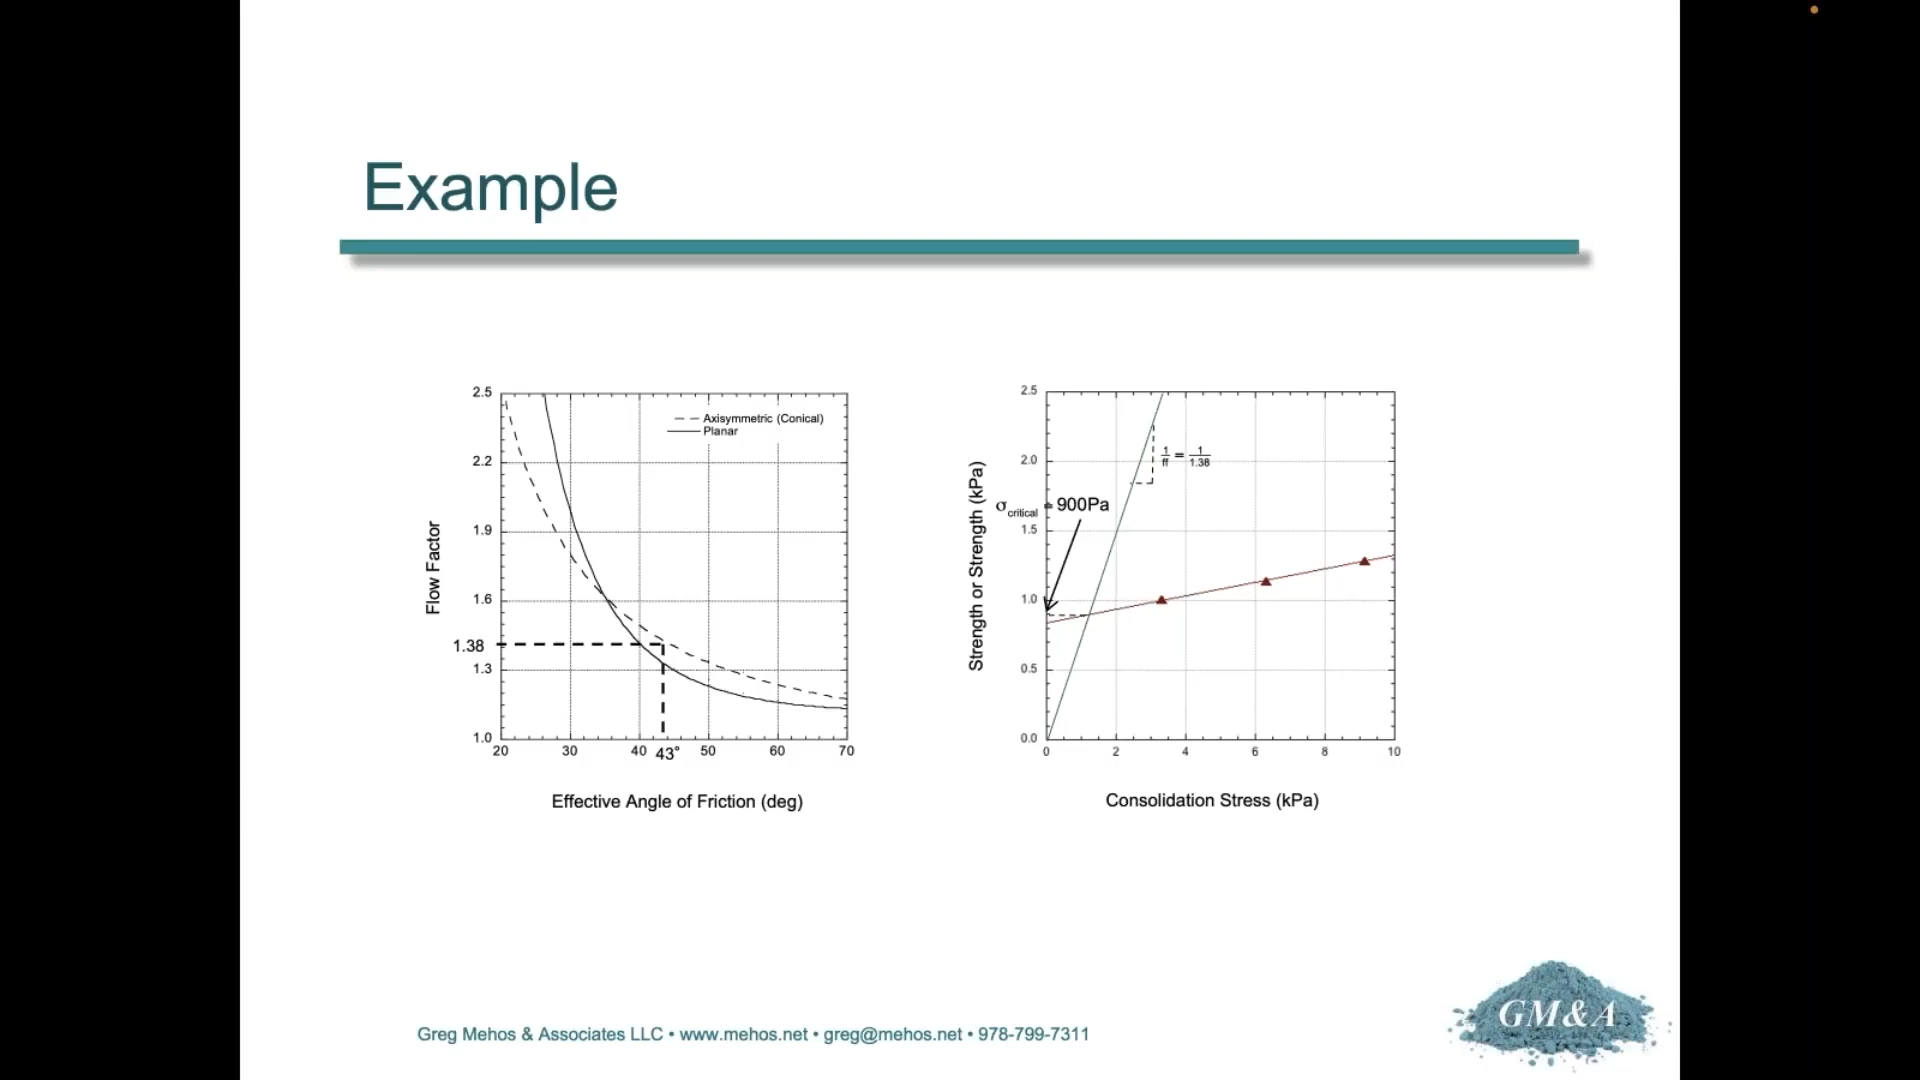 Example
2.5
2.2
1.9
1.6
1.38
1.3
1.0
20 30 40 43° 50 60 70
Flow Factor
Effective Angle of Friction (deg)
Axisymmetric (Conical)
Planar
2.5
2.0
1.5
1.0
0.5
0.0
0 2 4 6 8 10
Strength or Strength (kPa)
Consolidation Stress (kPa)
1/ff = 1/1.38
σcritical = 900Pa
Greg Mehos & Associates LLC • www.mehos.net • greg@mehos.net • 978-799-7311
GM&A